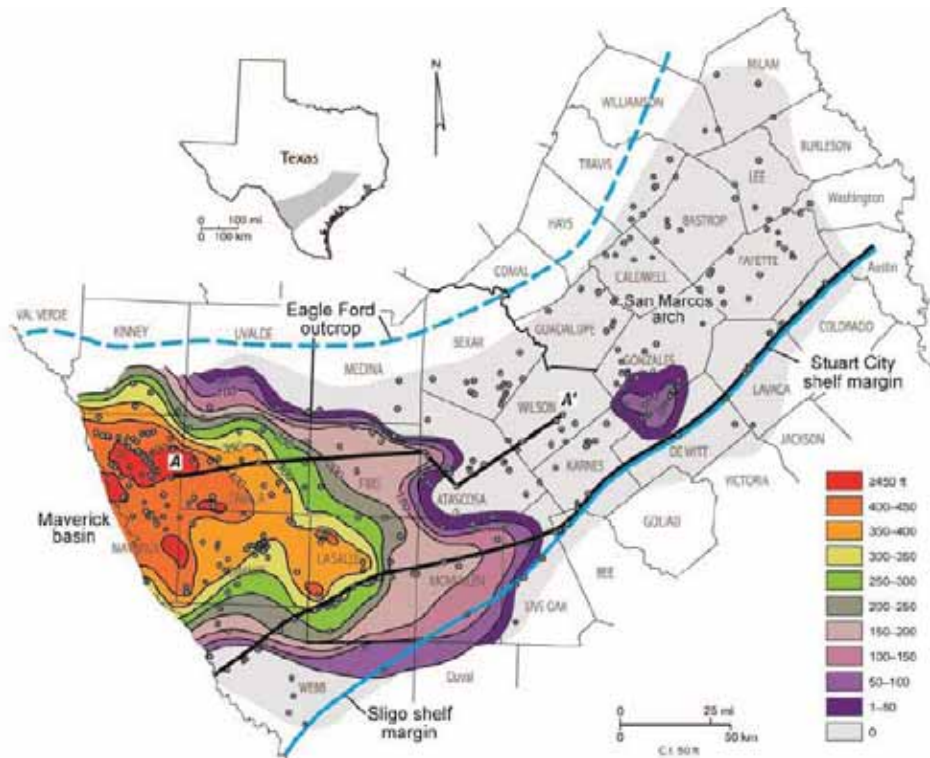 N
Texas
0 100 mi
0 100 km
MILAM
WILLIAMSON
BURLESON
TRAVIS
LEE
Washington
HAYS
BASTROP
Austin
COMAL
CALDWELL
FAYETTE
VAL VERDE
KINNEY
UVALDE
Eagle Ford
outcrop
San Marcos
arch
COLORADO
BEXAR
GUADALUPE
MEDINA
GONZALES
Stuart City
shelf margin
LAVACA
WILSON
A'
A
DE WITT
JACKSON
KARNES
VICTORIA
FRIO
ATASCOSA
GOLIAD
Maverick
basin
LA SALLE
BEE
LIVE OAK
WEBB
Duval
Sligo shelf
margin
≥450 ft
400–450
350–400
300–350
250–300
200–250
150–200
100–150
50–100
1–50
0
0 25 mi
0 50 km
C.I. 50 ft